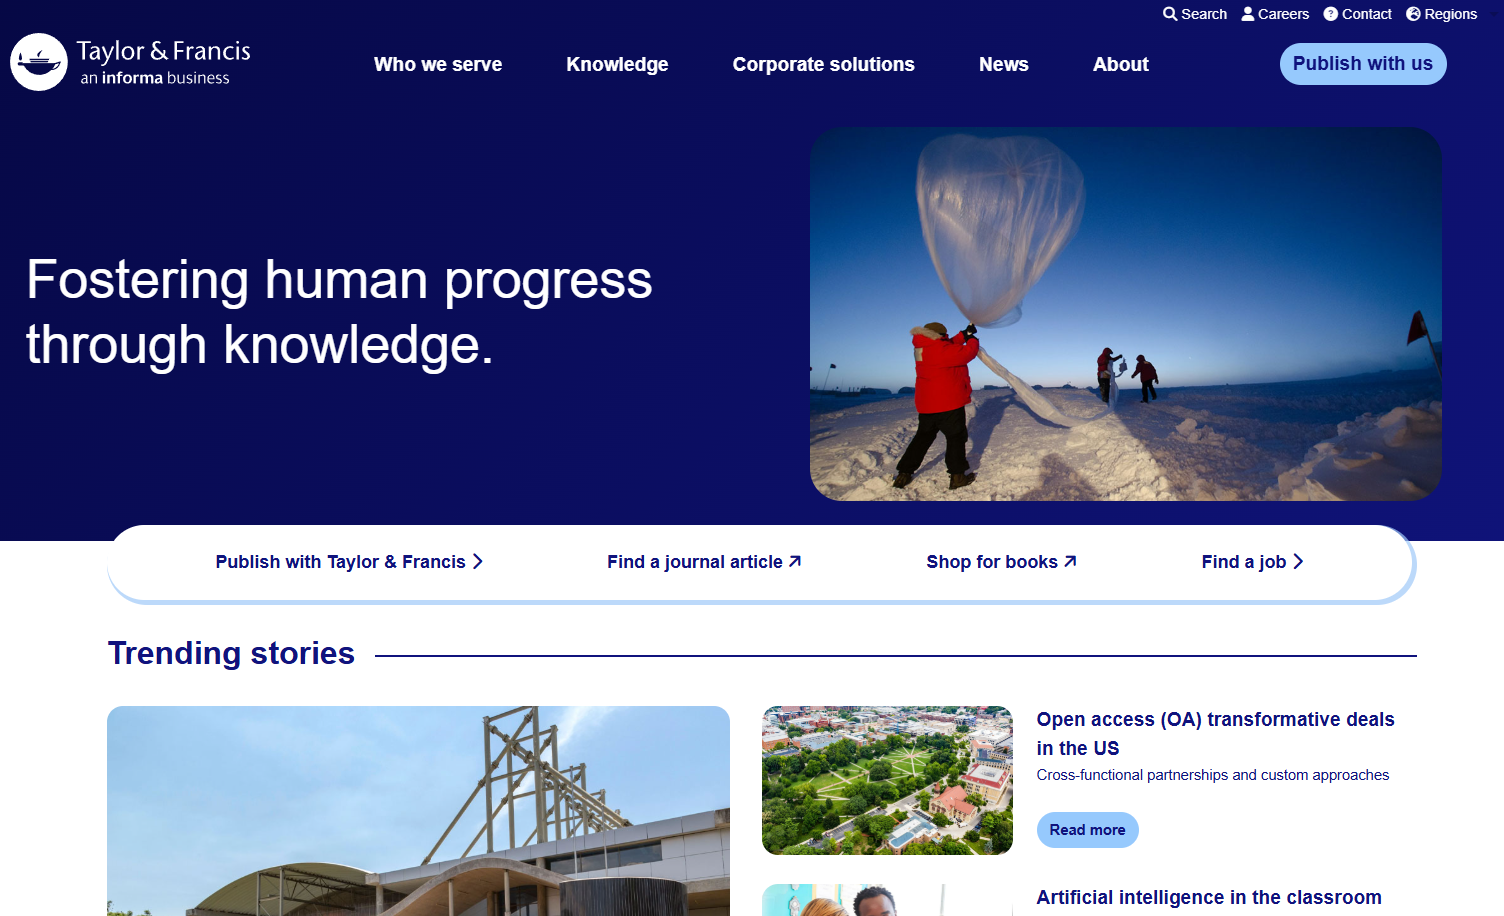 Search Careers Contact Regions
Taylor & Francis
an informa business
Who we serve Knowledge Corporate solutions News About Publish with us
Fostering human progress
through knowledge.
Publish with Taylor & Francis Find a journal article Shop for books Find a job
Trending stories
Open access (OA) transformative deals
in the US
Cross-functional partnerships and custom approaches
Read more
Artificial intelligence in the classroom